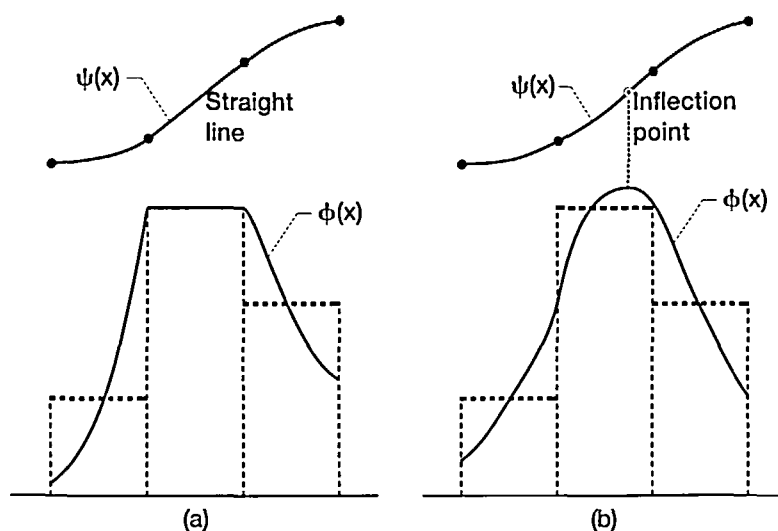 ψ(x)
Straight
line
ϕ(x)
(a)
ψ(x)
Inflection
point
ϕ(x)
(b)